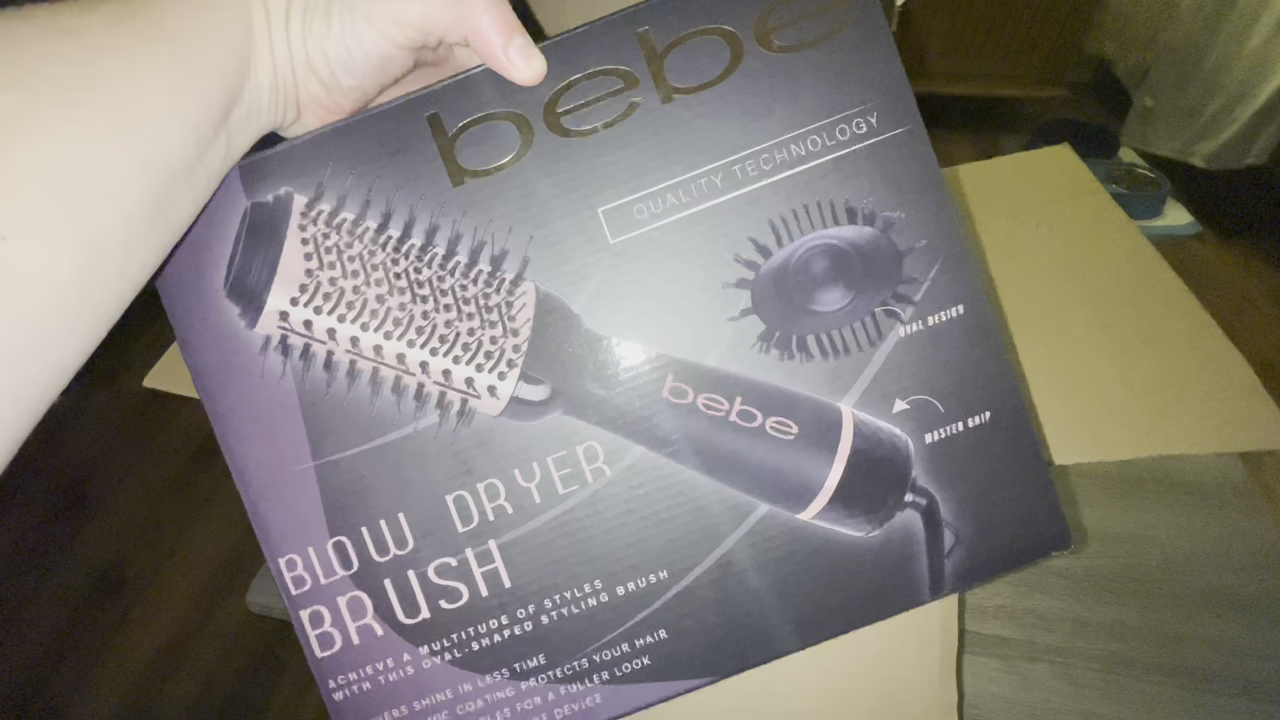 bebe
QUALITY TECHNOLOGY
OVAL DESIGN
bebe
MASTER GRIP
BLOW DRYER
BRUSH
ACHIEVE A MULTITUDE OF STYLES
WITH THIS OVAL-SHAPED STYLING BRUSH
SHINE IN LESS TIME
COATING PROTECTS YOUR HAIR
FOR A FULLER LOOK
DEVICE